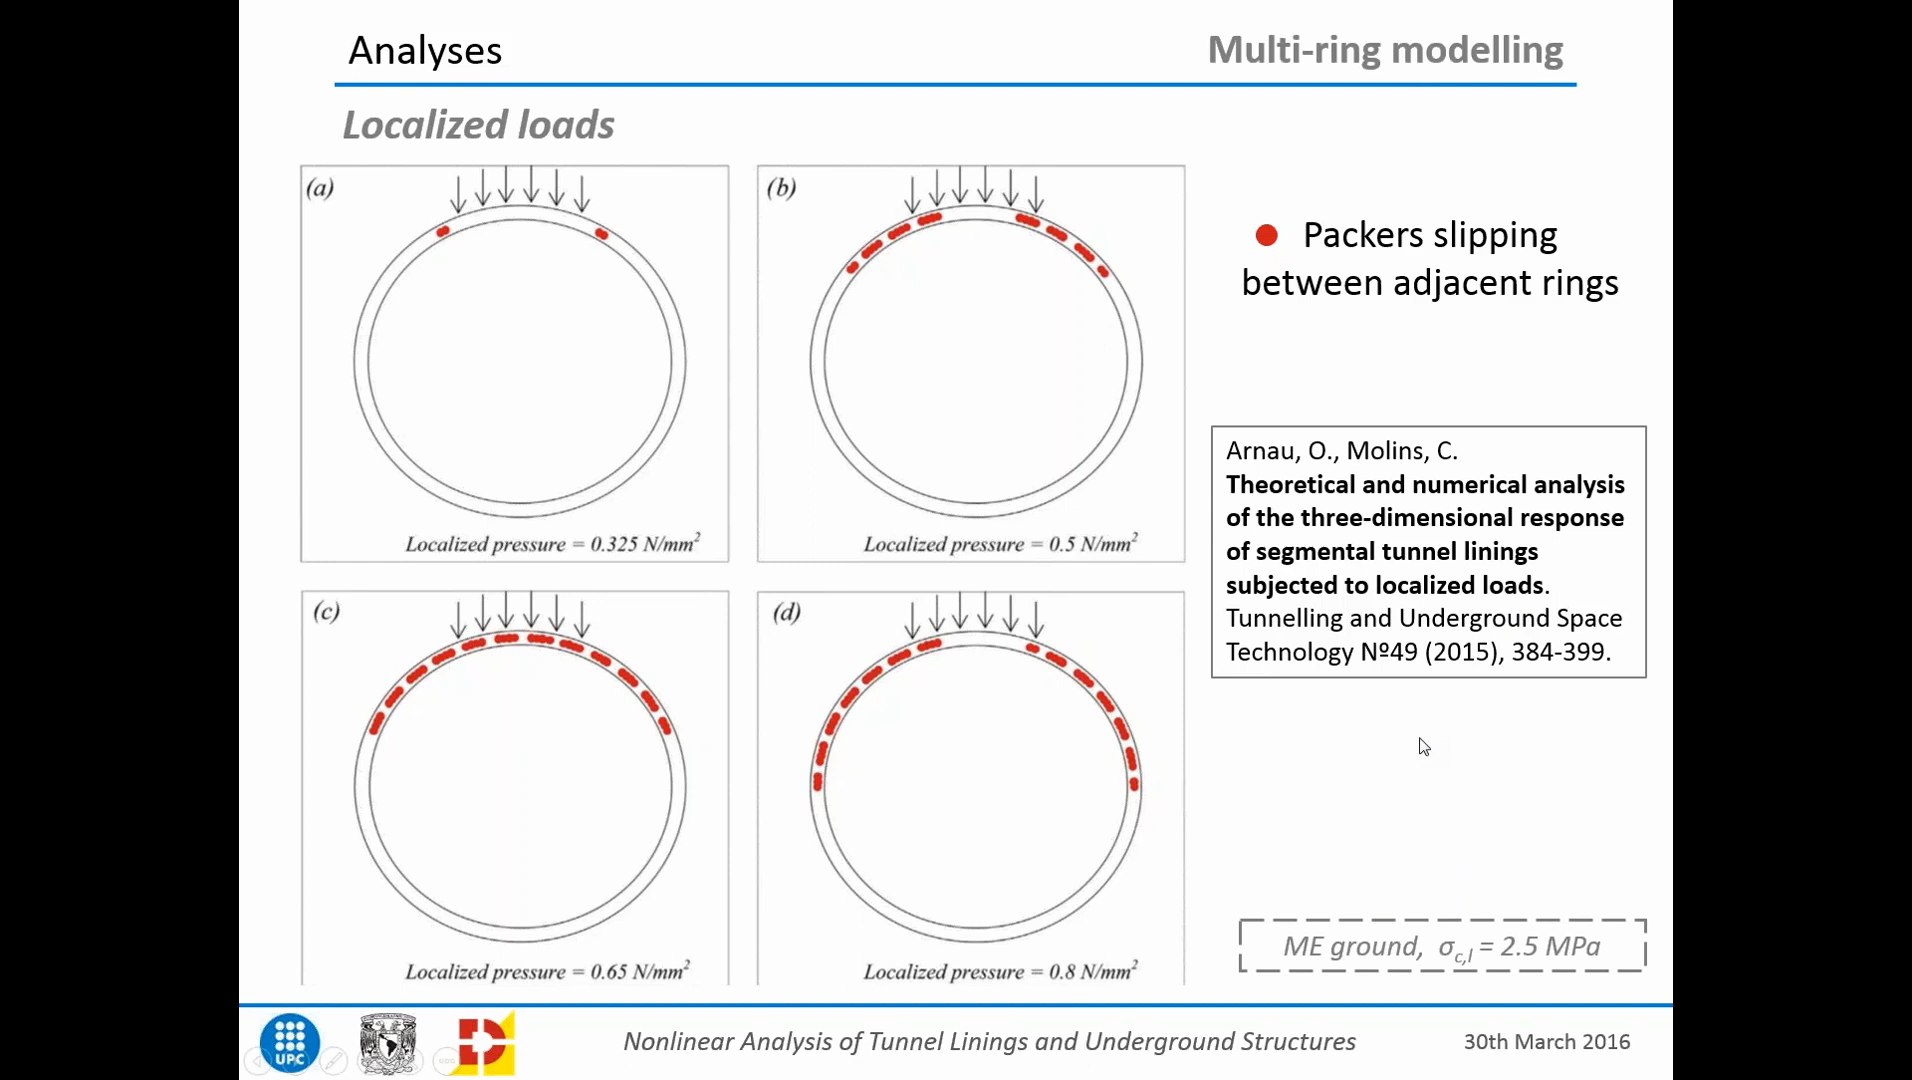 Analyses
Multi-ring modelling
Localized loads
(a)
Localized pressure = 0.325 N/mm²
(b)
Localized pressure = 0.5 N/mm²
(c)
Localized pressure = 0.65 N/mm²
(d)
Localized pressure = 0.8 N/mm²
Packers slipping
between adjacent rings
Arnau, O., Molins, C.
Theoretical and numerical analysis
of the three-dimensional response
of segmental tunnel linings
subjected to localized loads.
Tunnelling and Underground Space
Technology Nº49 (2015), 384-399.
ME ground, σc,l = 2.5 MPa
UPC
Nonlinear Analysis of Tunnel Linings and Underground Structures
30th March 2016